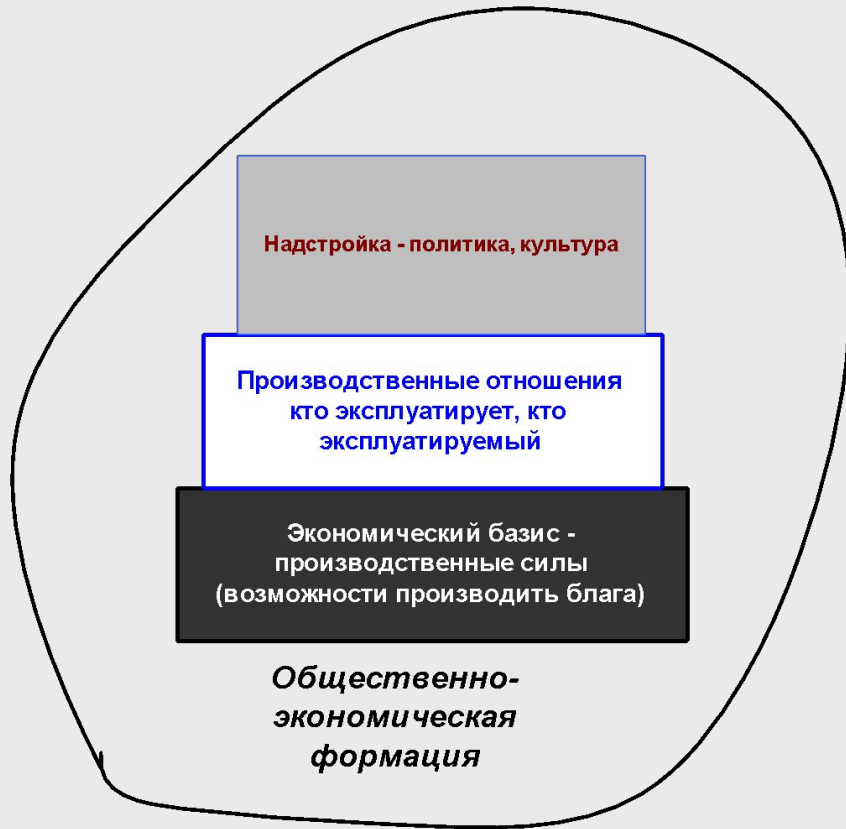 Надстройка - политика, культура
Производственные отношения
кто эксплуатирует, кто
эксплуатируемый
Экономический базис -
производственные силы
(возможности производить блага)
Общественно-
экономическая
формация